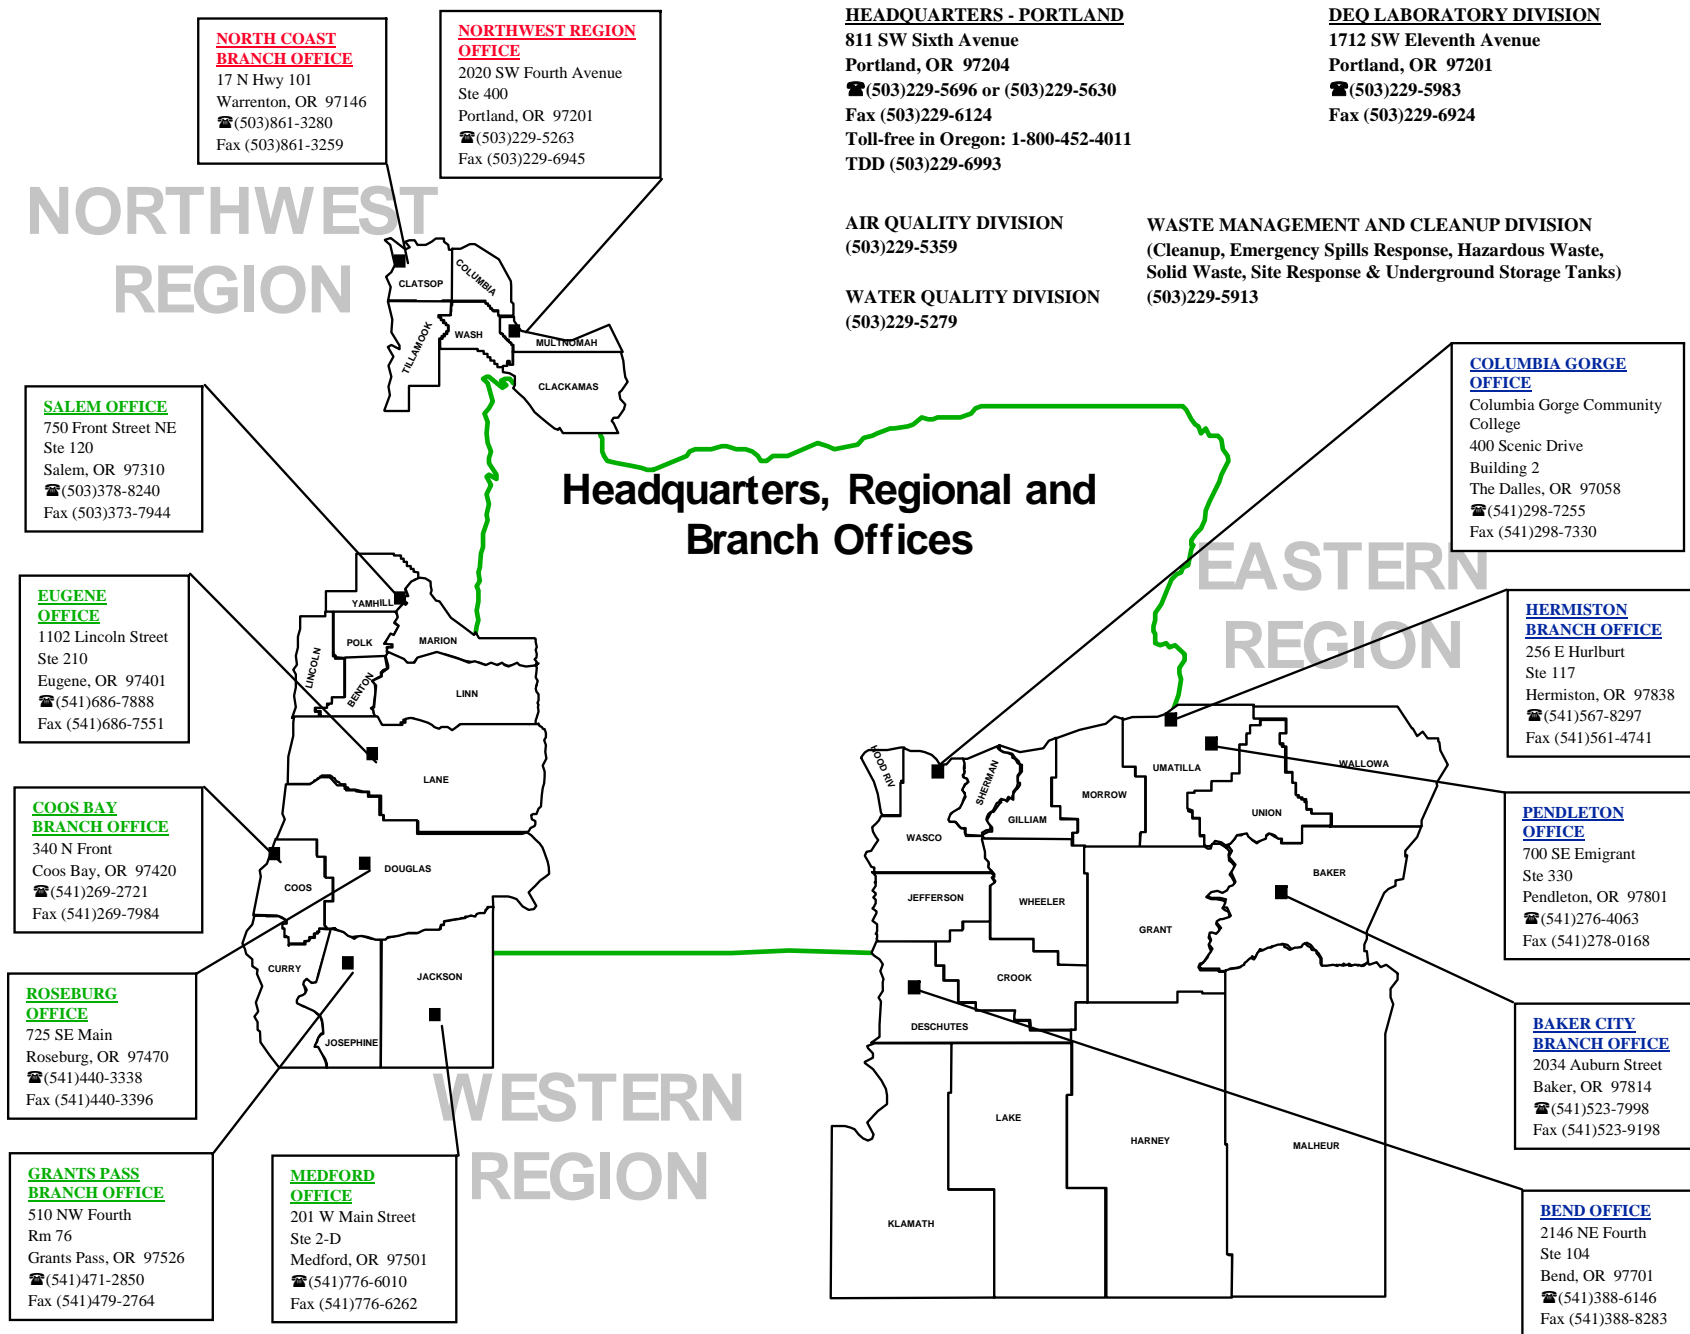 NORTH COAST
BRANCH OFFICE
17 N Hwy 101
Warrenton, OR 97146
☎(503)861-3280
Fax (503)861-3259
NORTHWEST REGION
OFFICE
2020 SW Fourth Avenue
Ste 400
Portland, OR 97201
☎(503)229-5263
Fax (503)229-6945
HEADQUARTERS - PORTLAND
811 SW Sixth Avenue
Portland, OR 97204
☎(503)229-5696 or (503)229-5630
Fax (503)229-6124
Toll-free in Oregon: 1-800-452-4011
TDD (503)229-6993
DEQ LABORATORY DIVISION
1712 SW Eleventh Avenue
Portland, OR 97201
☎(503)229-5983
Fax (503)229-6924
AIR QUALITY DIVISION
(503)229-5359
WATER QUALITY DIVISION
(503)229-5279
WASTE MANAGEMENT AND CLEANUP DIVISION
(Cleanup, Emergency Spills Response, Hazardous Waste,
Solid Waste, Site Response & Underground Storage Tanks)
(503)229-5913
NORTHWEST
REGION
CLATSOP
COLUMBIA
TILLAMOOK
WASH
MULTNOMAH
CLACKAMAS
Headquarters, Regional and
Branch Offices
SALEM OFFICE
750 Front Street NE
Ste 120
Salem, OR 97310
☎(503)378-8240
Fax (503)373-7944
EUGENE
OFFICE
1102 Lincoln Street
Ste 210
Eugene, OR 97401
☎(541)686-7888
Fax (541)686-7551
COOS BAY
BRANCH OFFICE
340 N Front
Coos Bay, OR 97420
☎(541)269-2721
Fax (541)269-7984
ROSEBURG
OFFICE
725 SE Main
Roseburg, OR 97470
☎(541)440-3338
Fax (541)440-3396
GRANTS PASS
BRANCH OFFICE
510 NW Fourth
Rm 76
Grants Pass, OR 97526
☎(541)471-2850
Fax (541)479-2764
MEDFORD
OFFICE
201 W Main Street
Ste 2-D
Medford, OR 97501
☎(541)776-6010
Fax (541)776-6262
YAMHILL
POLK
MARION
LINCOLN
BENTON
LINN
LANE
DOUGLAS
COOS
CURRY
JACKSON
JOSEPHINE
WESTERN
REGION
EASTERN
REGION
HOOD RIV
SHERMAN
WASCO
GILLIAM
MORROW
UMATILLA
UNION
WALLOWA
BAKER
JEFFERSON
WHEELER
GRANT
CROOK
DESCHUTES
LAKE
HARNEY
MALHEUR
KLAMATH
COLUMBIA GORGE
OFFICE
Columbia Gorge Community
College
400 Scenic Drive
Building 2
The Dalles, OR 97058
☎(541)298-7255
Fax (541)298-7330
HERMISTON
BRANCH OFFICE
256 E Hurlburt
Ste 117
Hermiston, OR 97838
☎(541)567-8297
Fax (541)561-4741
PENDLETON
OFFICE
700 SE Emigrant
Ste 330
Pendleton, OR 97801
☎(541)276-4063
Fax (541)278-0168
BAKER CITY
BRANCH OFFICE
2034 Auburn Street
Baker, OR 97814
☎(541)523-7998
Fax (541)523-9198
BEND OFFICE
2146 NE Fourth
Ste 104
Bend, OR 97701
☎(541)388-6146
Fax (541)388-8283